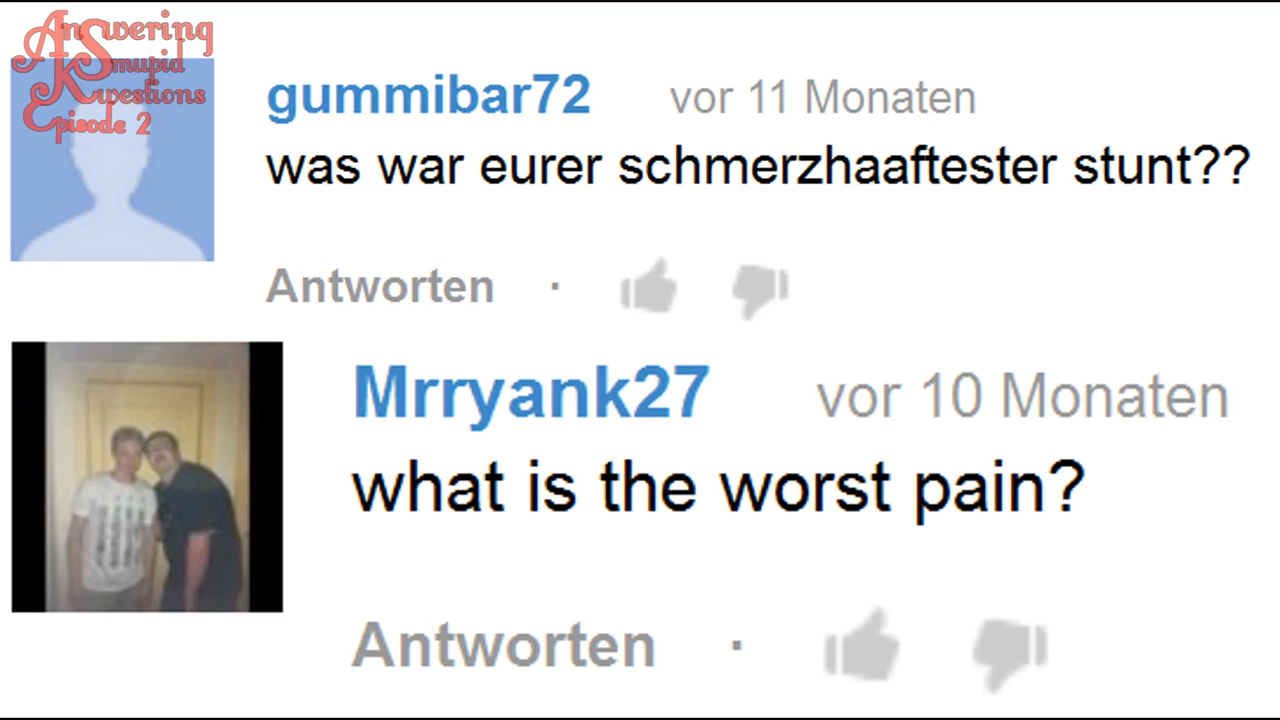 Answering
Smupid
Kwestions
Episode 2
gummibar72 vor 11 Monaten
was war eurer schmerzhaaftester stunt??
Antworten ·
Mrryank27 vor 10 Monaten
what is the worst pain?
Antworten ·